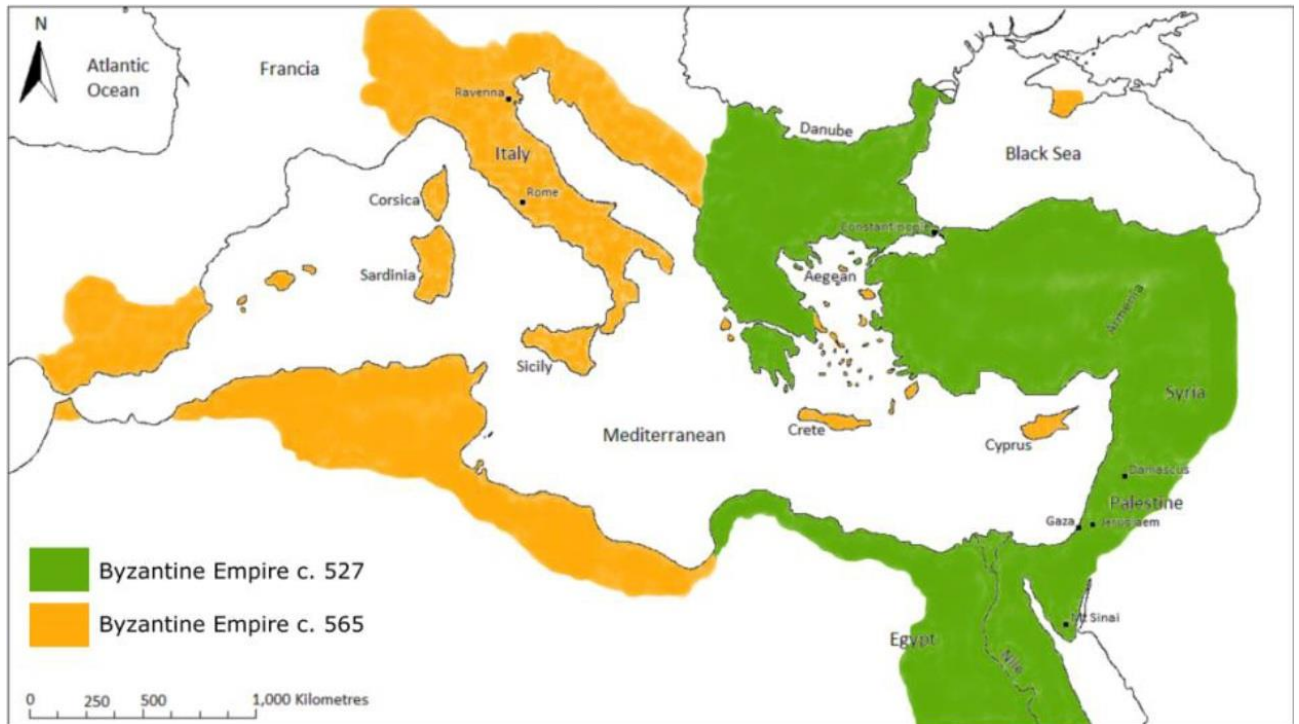 N
Atlantic
Ocean
Francia
Ravenna
Danube
Black Sea
Italy
Corsica
Rome
Constantinople
Sardinia
Aegean
Armenia
Sicily
Syria
Mediterranean
Crete
Cyprus
Damascus
Palestine
Gaza
Jerusalem
Byzantine Empire c. 527
Byzantine Empire c. 565
Mt Sinai
Egypt
Nile
0 250 500 1,000 Kilometres